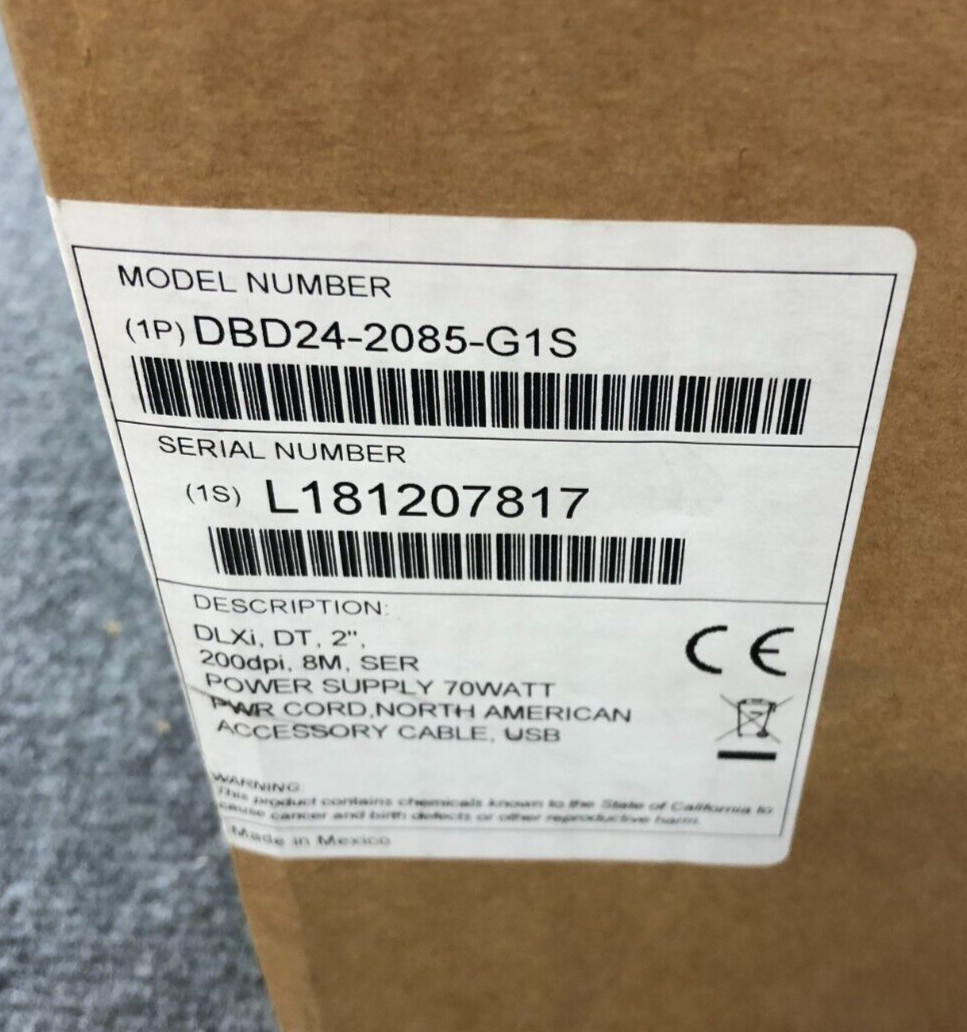 MODEL NUMBER
(1P) DBD24-2085-G1S
SERIAL NUMBER
(1S) L181207817
DESCRIPTION:
DLXi, DT, 2",
200dpi, 8M, SER
POWER SUPPLY 70WATT
PWR CORD,NORTH AMERICAN
ACCESSORY CABLE, USB
CE
WARNING
This product contains chemicals known to the State of California to
cause cancer and birth defects or other reproductive harm.
Made in Mexico